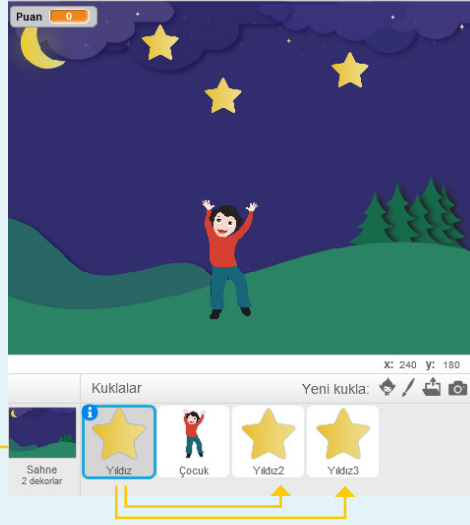 Puan 0
x: 240 y: 180
Kuklalar Yeni kukla:
Sahne
2 dekorlar
Yıldız Çocuk Yıldız2 Yıldız3